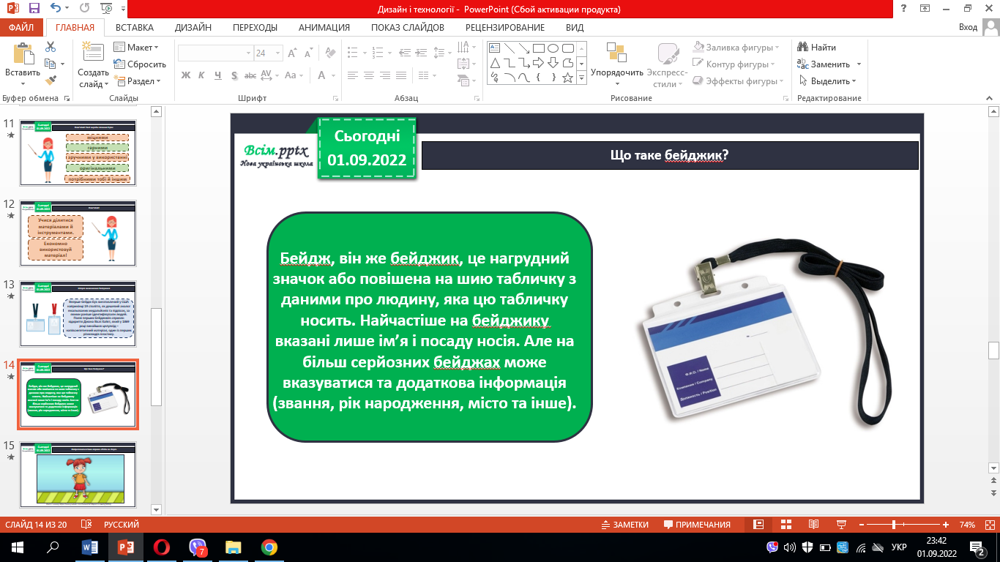 Дизайн і технології - PowerPoint (Сбой активации продукта)
Вход
ФАЙЛ ГЛАВНАЯ ВСТАВКА ДИЗАЙН ПЕРЕХОДЫ АНИМАЦИЯ ПОКАЗ СЛАЙДОВ РЕЦЕНЗИРОВАНИЕ ВИД
Вставить
Буфер обмена
Создать слайд
Макет
Сбросить
Раздел
Слайды
24
Ж К Ч S abc AV Aa А
Шрифт
Абзац
Упорядочить
Экспресс-стили
Заливка фигуры
Контур фигуры
Эффекты фигуры
Рисование
Найти
Заменить
Выделить
Редактирование
11
Сьогодні
01.09.2022
міцними
гарними
зручними у використанні
оригінальними
потрібними тобі й іншим
12
Сьогодні
01.09.2022
Учися ділитися
матеріалами й
інструментами.
Економно
використовуй
матеріал!
13
Сьогодні
01.09.2022
14
Сьогодні
01.09.2022
Що таке бейджик?
15
Сьогодні
01.09.2022
Всім.pptx
Нова українська школа
Сьогодні
01.09.2022
Що таке бейджик?
Бейдж, він же бейджик, це нагрудний
значок або повішена на шию табличку з
даними про людину, яка цю табличку
носить. Найчастіше на бейджику
вказані лише ім’я і посаду носія. Але на
більш серйозних бейджах може
вказуватися та додаткова інформація
(звання, рік народження, місто та інше).
Ф.И.О. / Name
Компания / Company
Должность / Position
СЛАЙД 14 ИЗ 20 РУССКИЙ ЗАМЕТКИ ПРИМЕЧАНИЯ 74%
7
УКР
23:42
01.09.2022
2